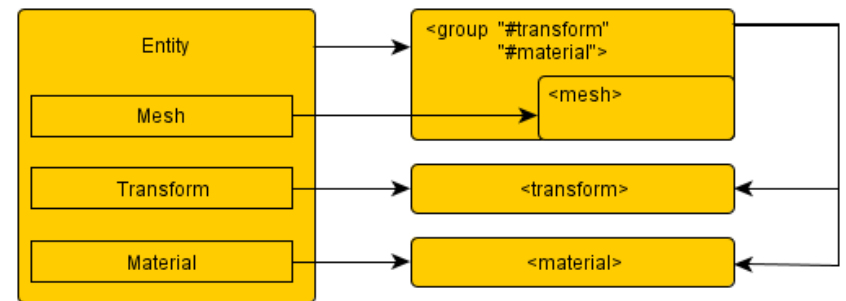 Entity
Mesh
Transform
Material
<group "#transform"
"#material">
<mesh>
<transform>
<material>